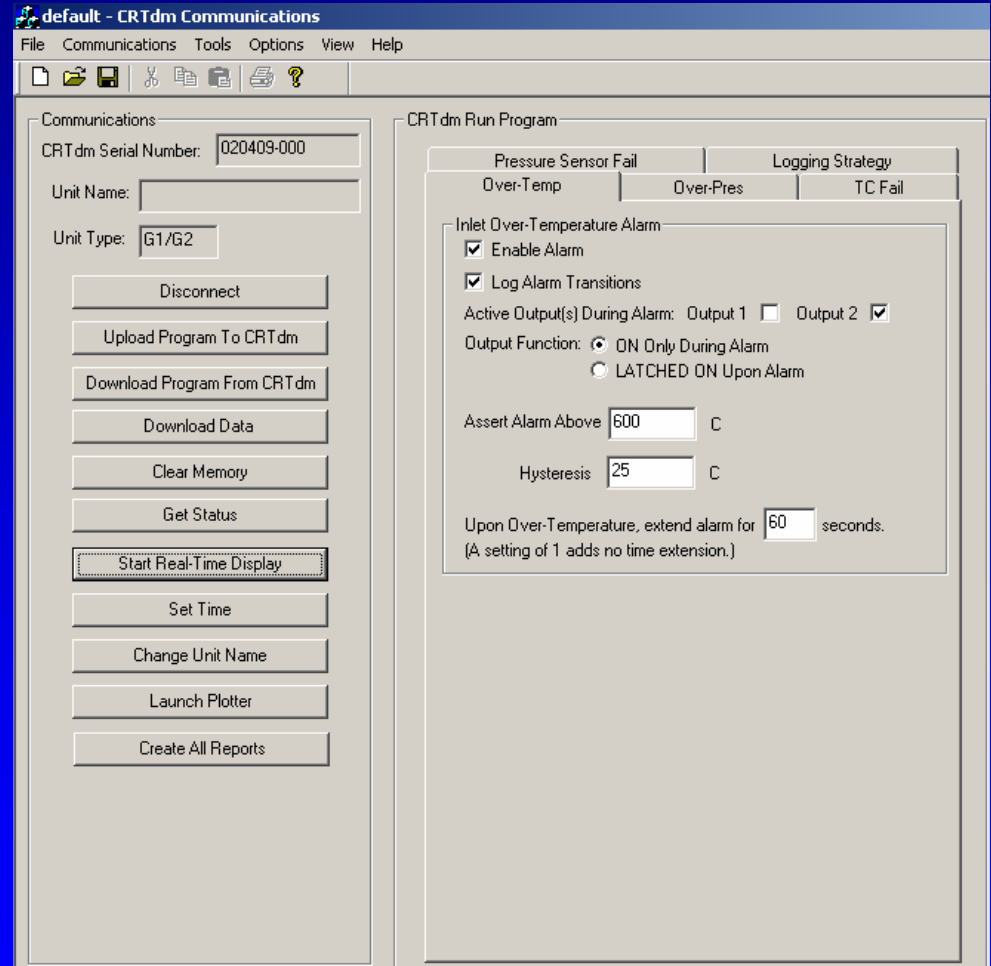 default - CRTdm Communications
File Communications Tools Options View Help
Communications
CRTdm Serial Number: 020409-000
Unit Name:
Unit Type: G1/G2
Disconnect
Upload Program To CRTdm
Download Program From CRTdm
Download Data
Clear Memory
Get Status
Start Real-Time Display
Set Time
Change Unit Name
Launch Plotter
Create All Reports
CRTdm Run Program
Pressure Sensor Fail Logging Strategy
Over-Temp Over-Pres TC Fail
Inlet Over-Temperature Alarm
Enable Alarm
Log Alarm Transitions
Active Output(s) During Alarm: Output 1 Output 2
Output Function: ON Only During Alarm
LATCHED ON Upon Alarm
Assert Alarm Above 600 C
Hysteresis 25 C
Upon Over-Temperature, extend alarm for 60 seconds.
(A setting of 1 adds no time extension.)